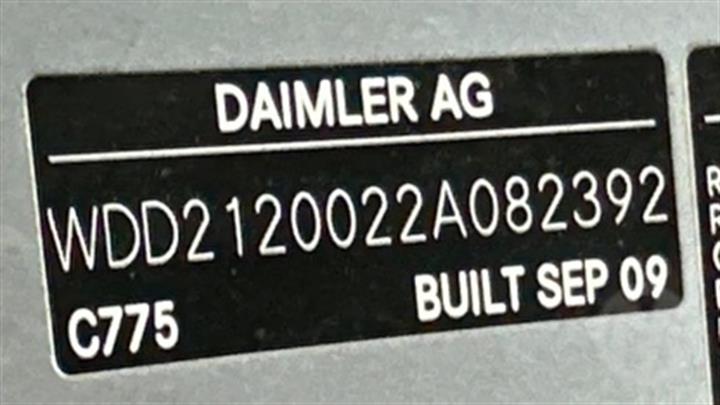 DAIMLER AG
WDD2120022A082392
C775
BUILT SEP 09